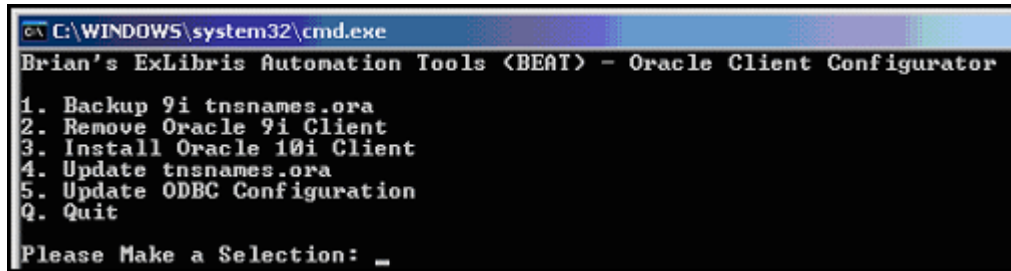 C:\WINDOWS\system32\cmd.exe
Brian's ExLibris Automation Tools (BEAT) - Oracle Client Configurator
1. Backup 9i tnsnames.ora
2. Remove Oracle 9i Client
3. Install Oracle 10i Client
4. Update tnsnames.ora
5. Update ODBC Configuration
Q. Quit
Please Make a Selection: _